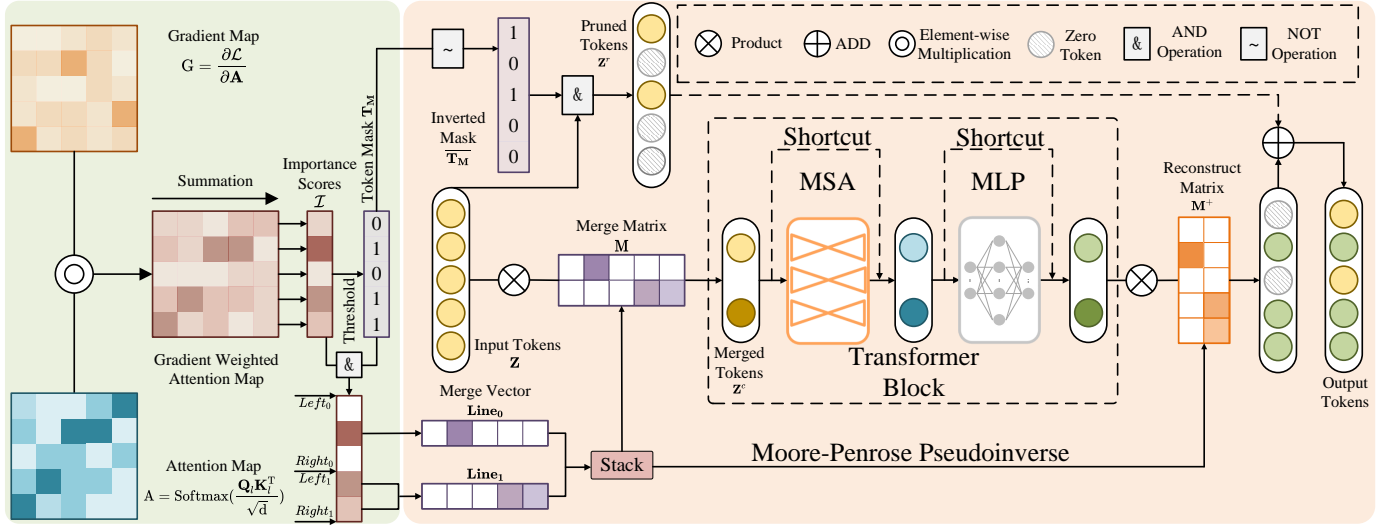 Gradient Map
G = ∂ℒ / ∂𝐀
Summation
Importance
Scores
ℐ
Token Mask T_M
0
1
0
1
1
Threshold
&
Gradient Weighted
Attention Map
Attention Map
A = Softmax(Q_l K_l^T / √d)
Left_0
Right_0
Left_1
Right_1
~
Inverted
Mask
\overline{T_M}
1
0
1
0
0
&
Pruned
Tokens
Z^r
Product
ADD
Element-wise
Multiplication
Zero
Token
&
AND
Operation
~
NOT
Operation
Input Tokens
Z
Merge Matrix
M
Merged
Tokens
Z^c
Shortcut
MSA
Shortcut
MLP
Transformer
Block
Reconstruct
Matrix
M^+
Output
Tokens
Merge Vector
Line_0
Line_1
Stack
Moore-Penrose Pseudoinverse